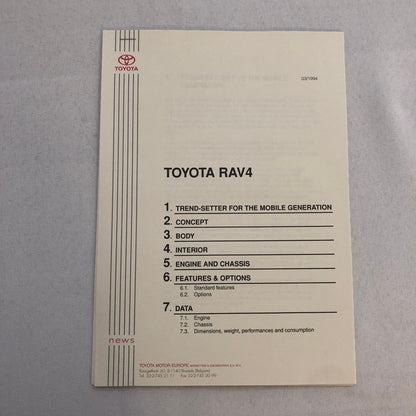 TOYOTA
03/1994
TOYOTA RAV4
1. TREND-SETTER FOR THE MOBILE GENERATION
2. CONCEPT
3. BODY
4. INTERIOR
5. ENGINE AND CHASSIS
6. FEATURES & OPTIONS
6.1. Standard features
6.2. Options
7. DATA
7.1. Engine
7.2. Chassis
7.3. Dimensions, weight, performances and consumption
news
TOYOTA MOTOR EUROPE MARKETING & ENGINEERING S.A./N.V.